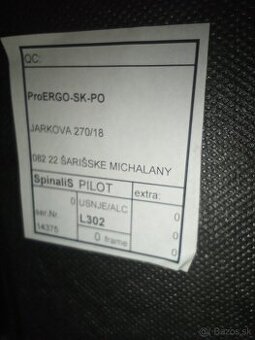 QC:
ProERGO-SK-PO
JARKOVA 270/18
082 22 ŠARIŠSKE MICHALANY
SpinaliS PILOT extra:
0 USNJE/ALC 0
ser.Nr. L302 0
14375 0 frame 0
Bazos.sk